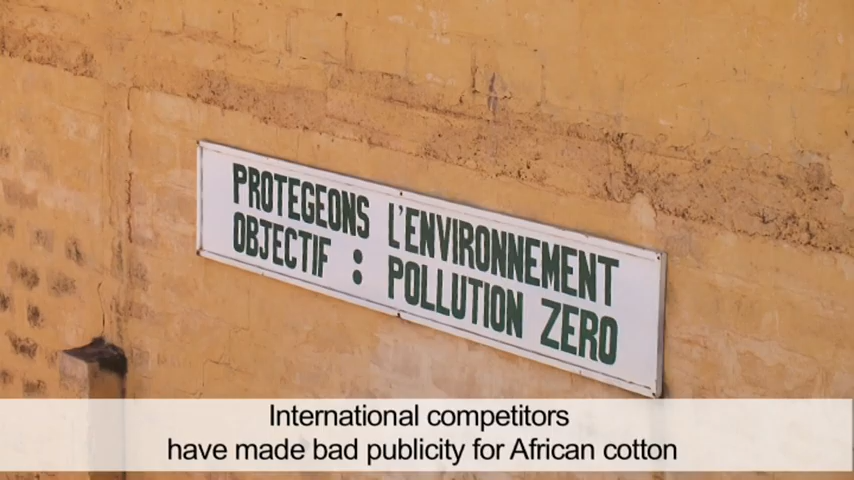 PROTEGEONS L'ENVIRONNEMENT
OBJECTIF : POLLUTION ZERO
International competitors
have made bad publicity for African cotton